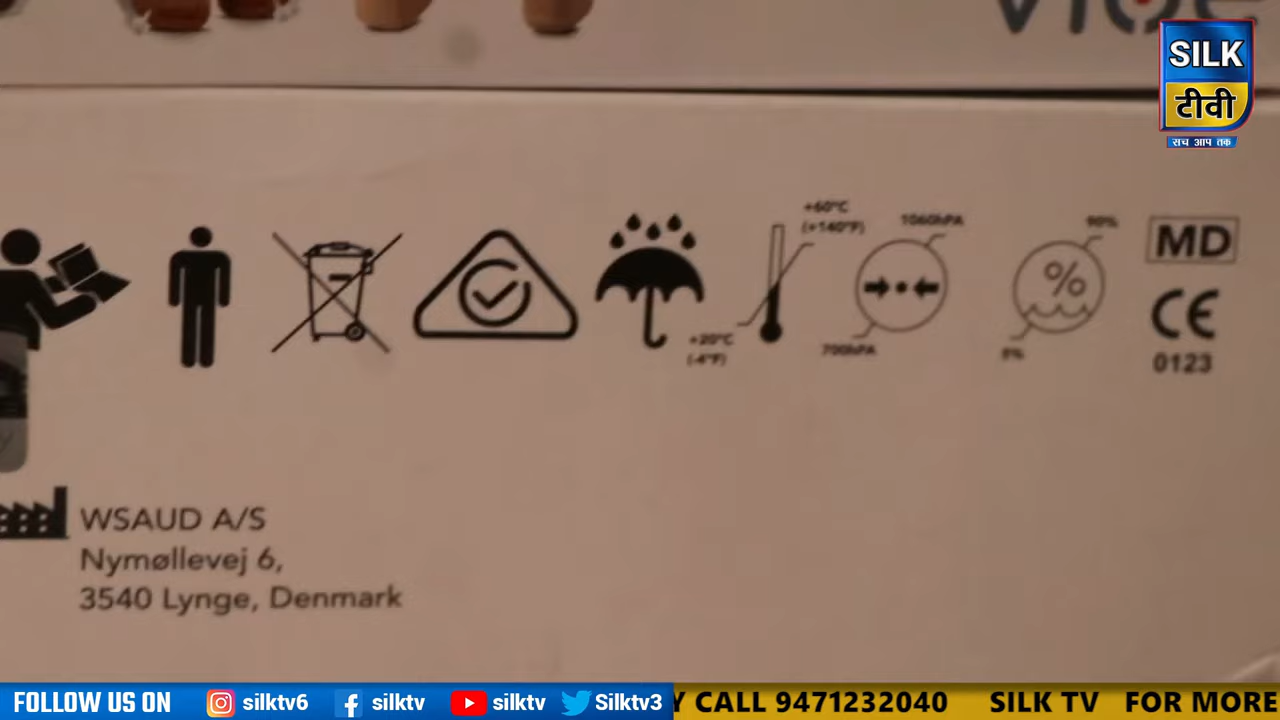 SILK
टीवी
सच आप तक
+60°C
(+140°F)
1060hPA
90%
MD
%
+20°C
(-4°F)
700hPA
5%
CE
0123
WSAUD A/S
Nymøllevej 6,
3540 Lynge, Denmark
FOLLOW US ON silktv6 silktv silktv Silktv3 Y CALL 9471232040 SILK TV FOR MORE